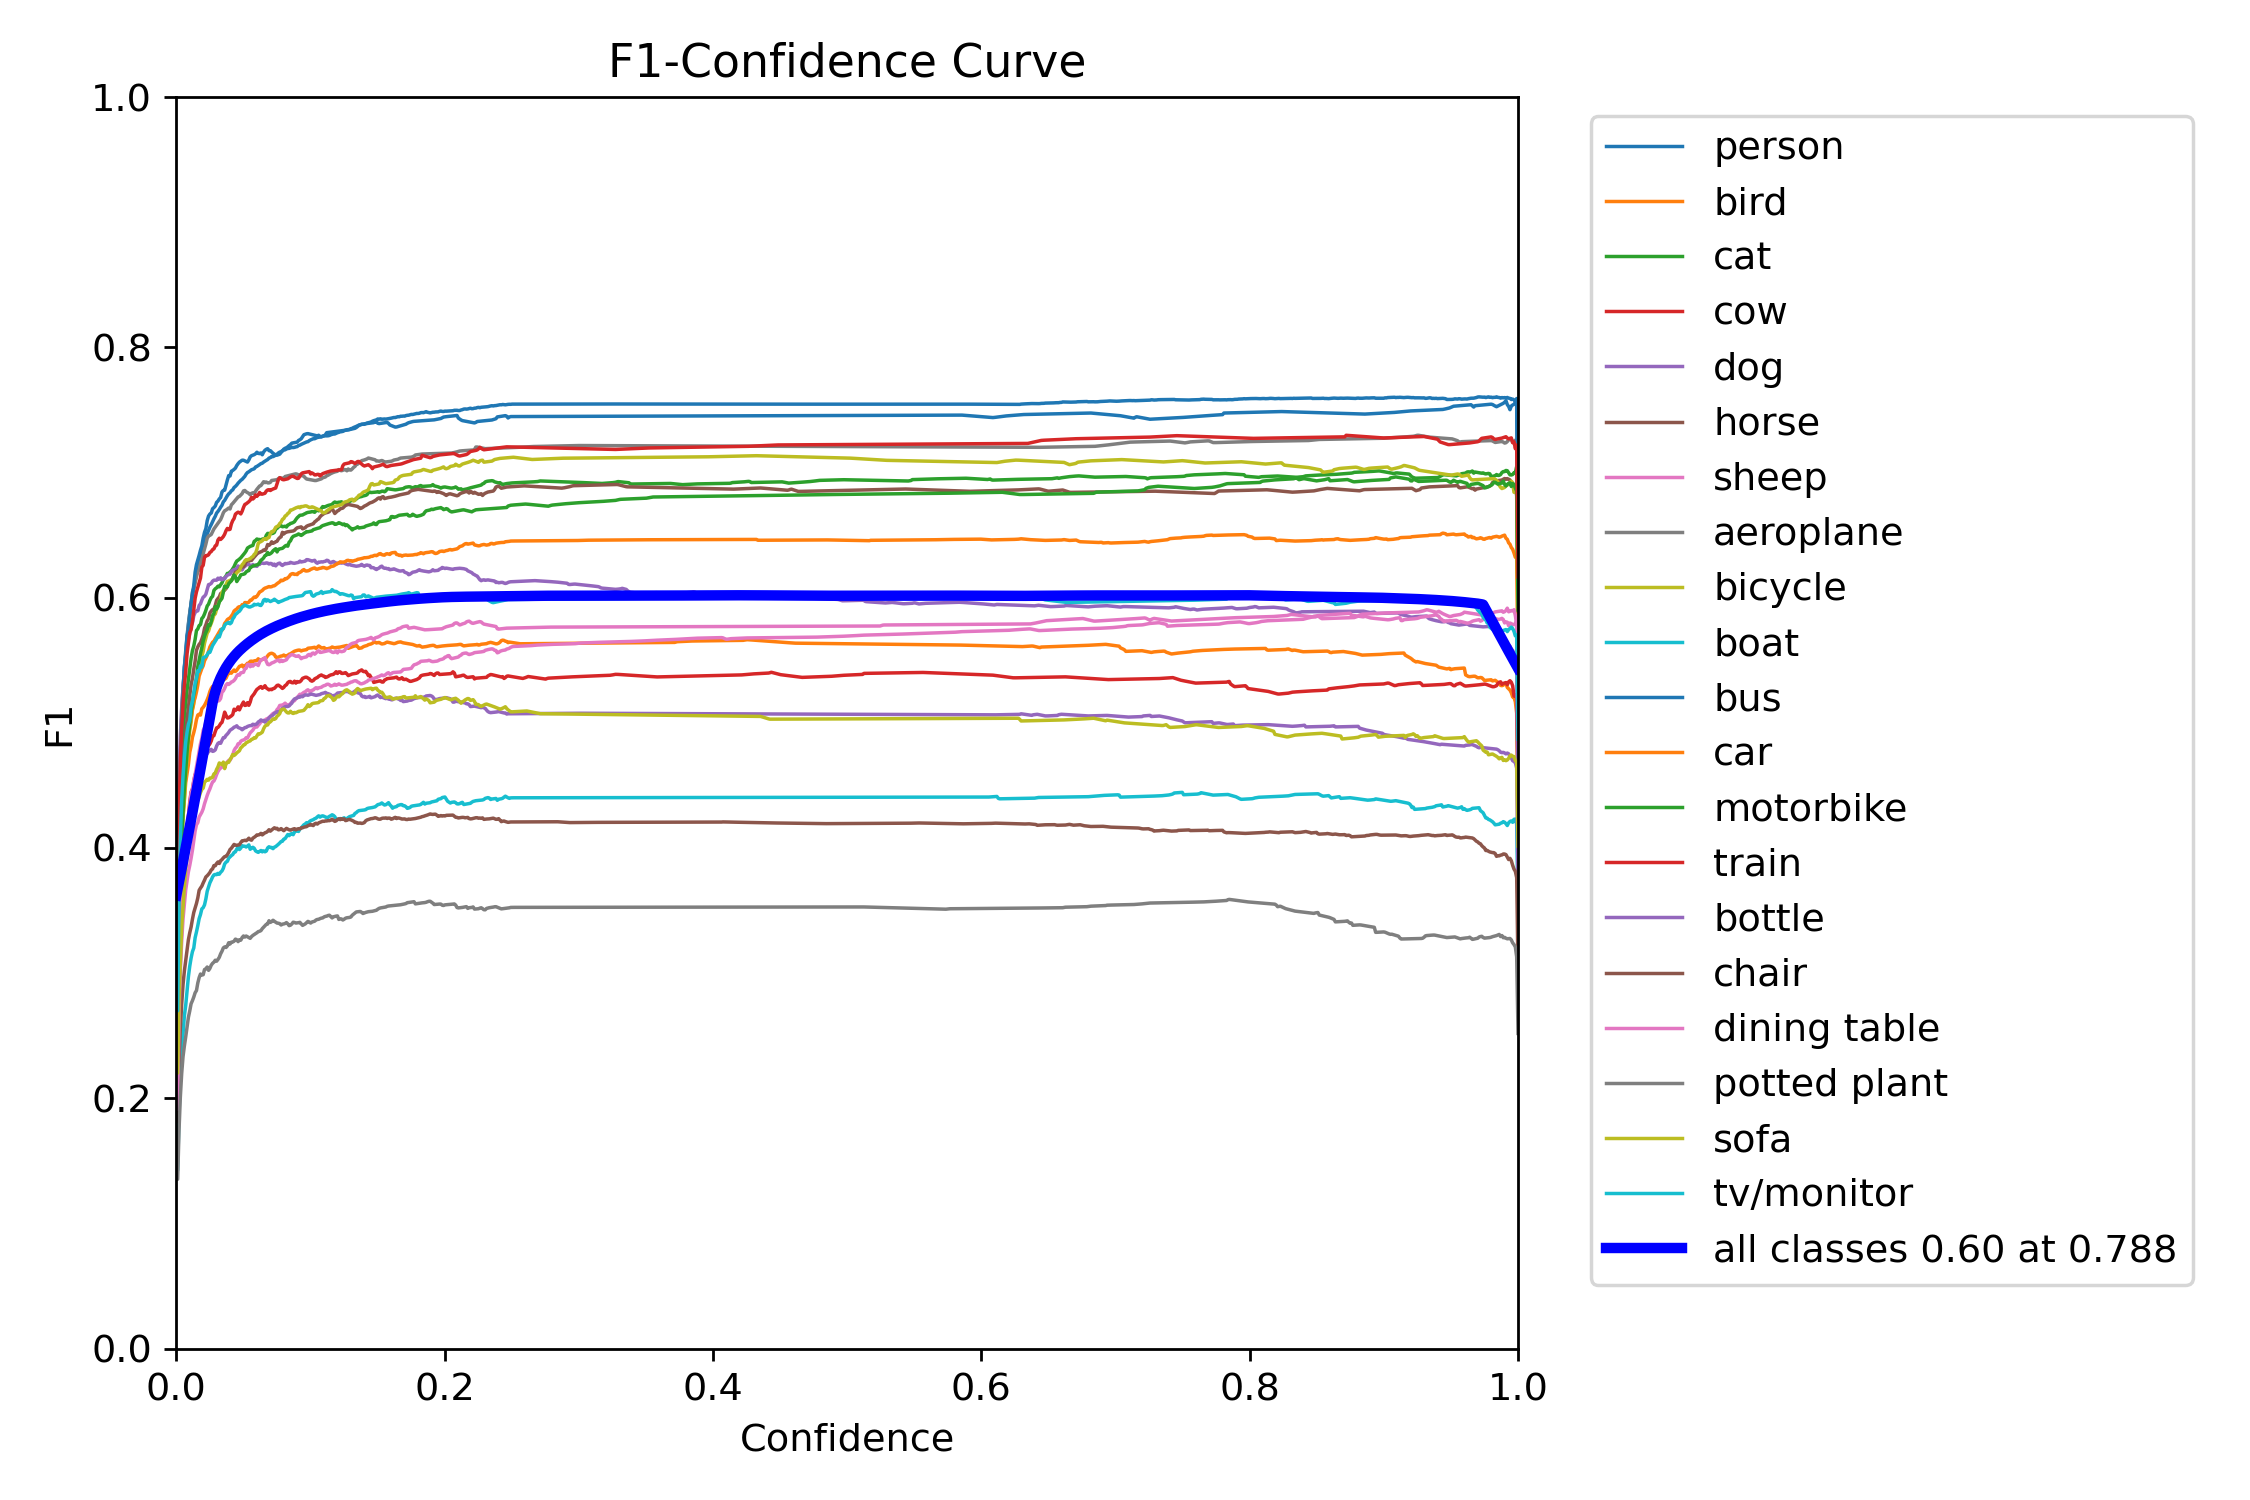 F1-Confidence Curve
1.0
0.8
0.6
0.4
0.2
0.0
F1
0.0 0.2 0.4 0.6 0.8 1.0
Confidence
person
bird
cat
cow
dog
horse
sheep
aeroplane
bicycle
boat
bus
car
motorbike
train
bottle
chair
dining table
potted plant
sofa
tv/monitor
all classes 0.60 at 0.788